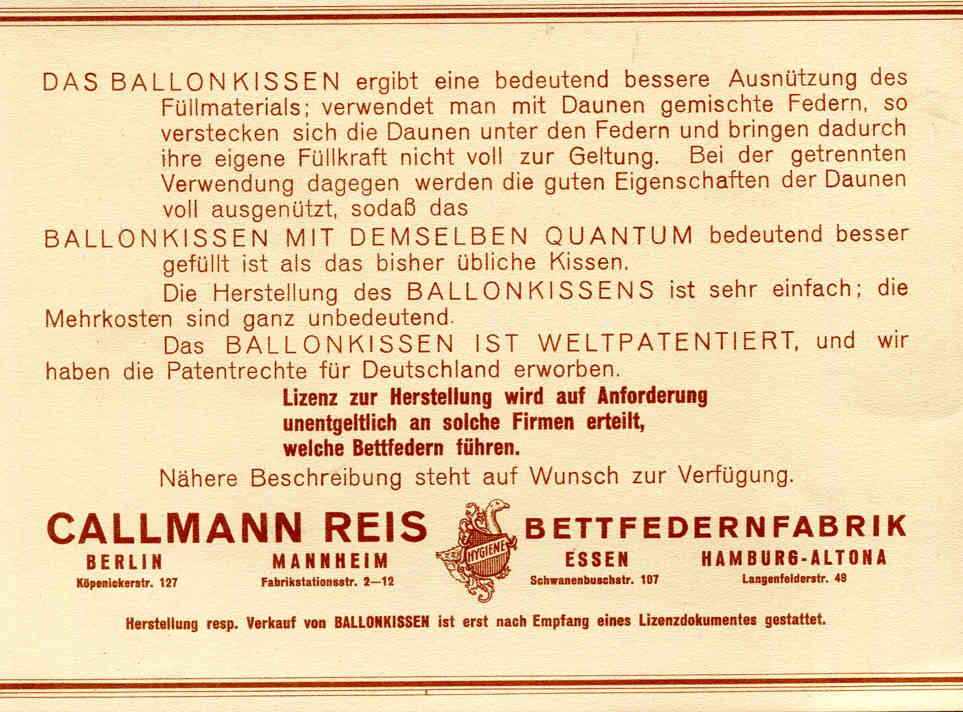 DAS BALLONKISSEN ergibt eine bedeutend bessere Ausnützung des
Füllmaterials; verwendet man mit Daunen gemischte Federn, so
verstecken sich die Daunen unter den Federn und bringen dadurch
ihre eigene Füllkraft nicht voll zur Geltung. Bei der getrennten
Verwendung dagegen werden die guten Eigenschaften der Daunen
voll ausgenützt, sodaß das
BALLONKISSEN MIT DEMSELBEN QUANTUM bedeutend besser
gefüllt ist als das bisher übliche Kissen.
Die Herstellung des BALLONKISSENS ist sehr einfach; die
Mehrkosten sind ganz unbedeutend.
Das BALLONKISSEN IST WELTPATENTIERT, und wir
haben die Patentrechte für Deutschland erworben.
Lizenz zur Herstellung wird auf Anforderung
unentgeltlich an solche Firmen erteilt,
welche Bettfedern führen.
Nähere Beschreibung steht auf Wunsch zur Verfügung.
CALLMANN REIS HYGIENE BETTFEDERNFABRIK
BERLIN MANNHEIM ESSEN HAMBURG-ALTONA
Köpenickerstr. 127 Fabrikstationsstr. 2—12 Schwanenbuschstr. 107 Langenfelderstr. 49
Herstellung resp. Verkauf von BALLONKISSEN ist erst nach Empfang eines Lizenzdokumentes gestattet.